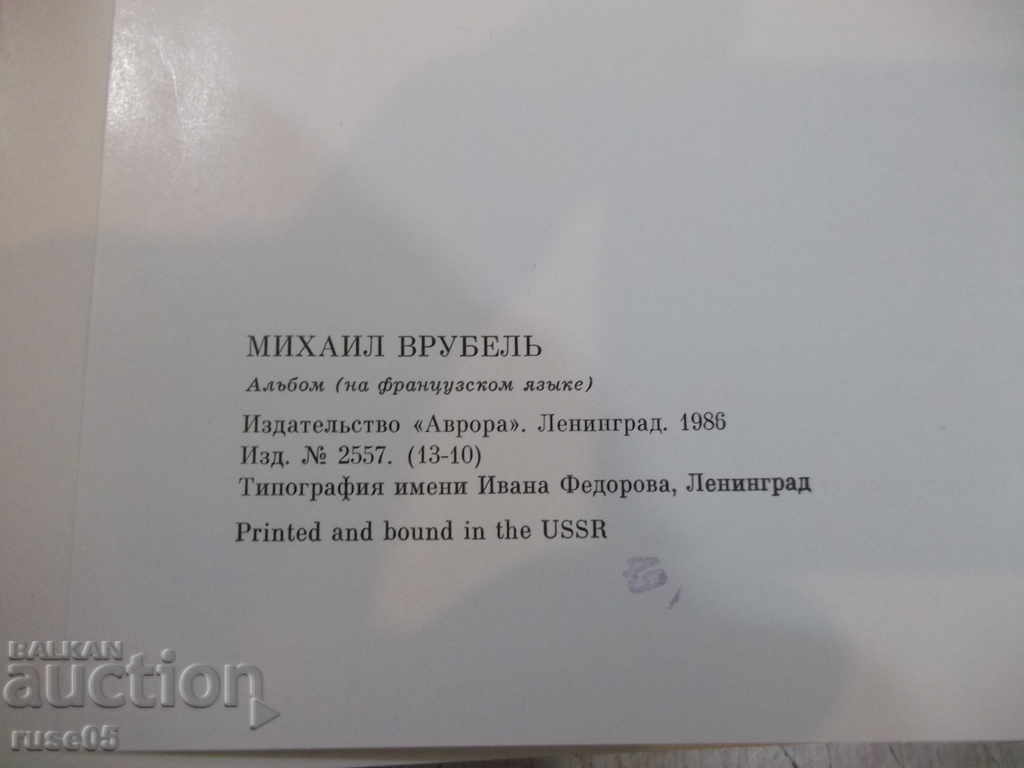 МИХАИЛ ВРУБЕЛЬ
Альбом (на французском языке)
Издательство «Аврора». Ленинград. 1986
Изд. № 2557. (13-10)
Типография имени Ивана Федорова, Ленинград
Printed and bound in the USSR
BALKAN
auction
ruse05